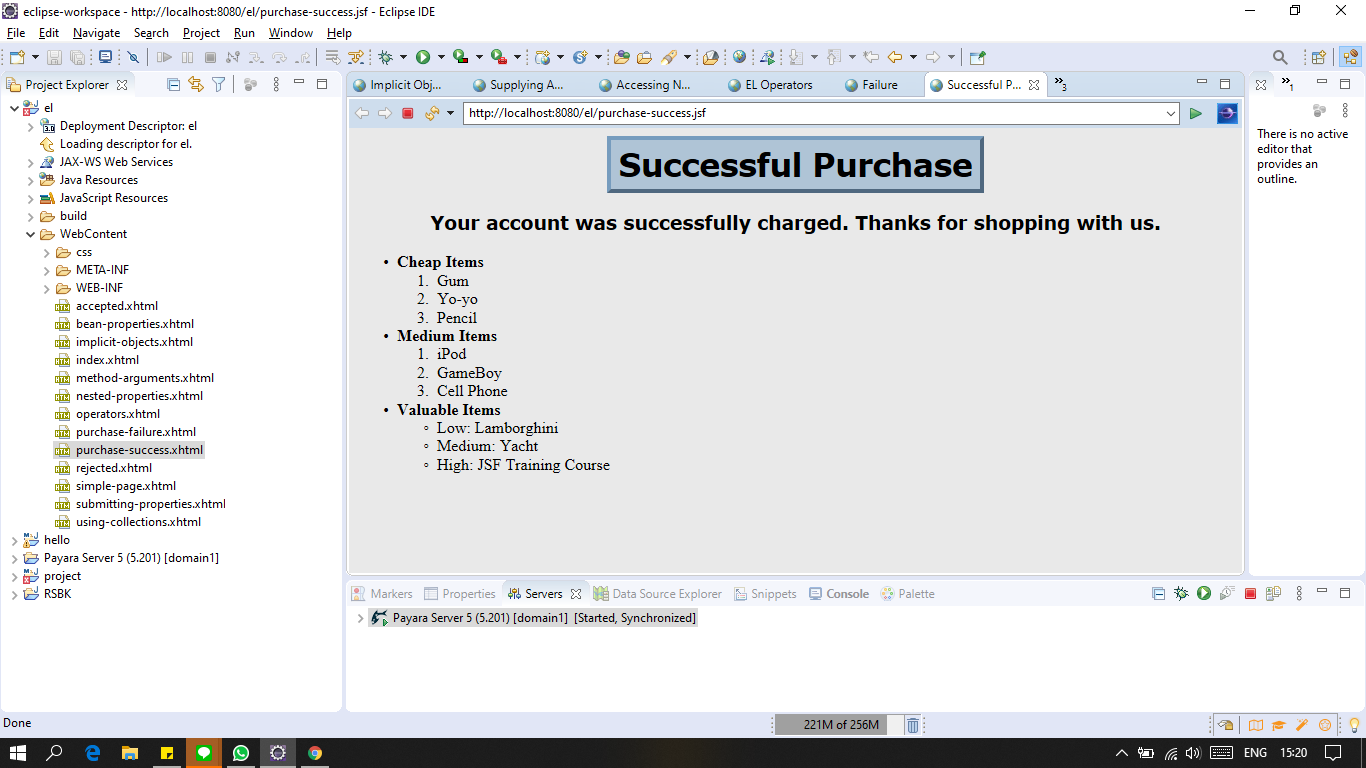 eclipse-workspace - http://localhost:8080/el/purchase-success.jsf - Eclipse IDE
File Edit Navigate Search Project Run Window Help
Project Explorer
el
Deployment Descriptor: el
Loading descriptor for el.
JAX-WS Web Services
Java Resources
JavaScript Resources
build
WebContent
css
META-INF
WEB-INF
accepted.xhtml
bean-properties.xhtml
implicit-objects.xhtml
index.xhtml
method-arguments.xhtml
nested-properties.xhtml
operators.xhtml
purchase-failure.xhtml
purchase-success.xhtml
rejected.xhtml
simple-page.xhtml
submitting-properties.xhtml
using-collections.xhtml
hello
Payara Server 5 (5.201) [domain1]
project
RSBK
Implicit Obj... Supplying A... Accessing N... EL Operators Failure Successful P... »3
http://localhost:8080/el/purchase-success.jsf
Successful Purchase
Your account was successfully charged. Thanks for shopping with us.
• Cheap Items
1. Gum
2. Yo-yo
3. Pencil
• Medium Items
1. iPod
2. GameBoy
3. Cell Phone
• Valuable Items
◦ Low: Lamborghini
◦ Medium: Yacht
◦ High: JSF Training Course
»1
There is no active
editor that
provides an
outline.
Markers Properties Servers Data Source Explorer Snippets Console Palette
Payara Server 5 (5.201) [domain1] [Started, Synchronized]
Done
221M of 256M
ENG 15:20